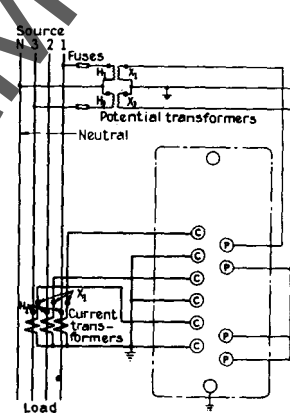 Source
N 3 2 1
Fuses
H₁ X₁
H₂ X₂
Potential transformers
Neutral
C
P
C
P
C
C
C
P
C
P
X₁
H₁
Current
trans-
formers
Load